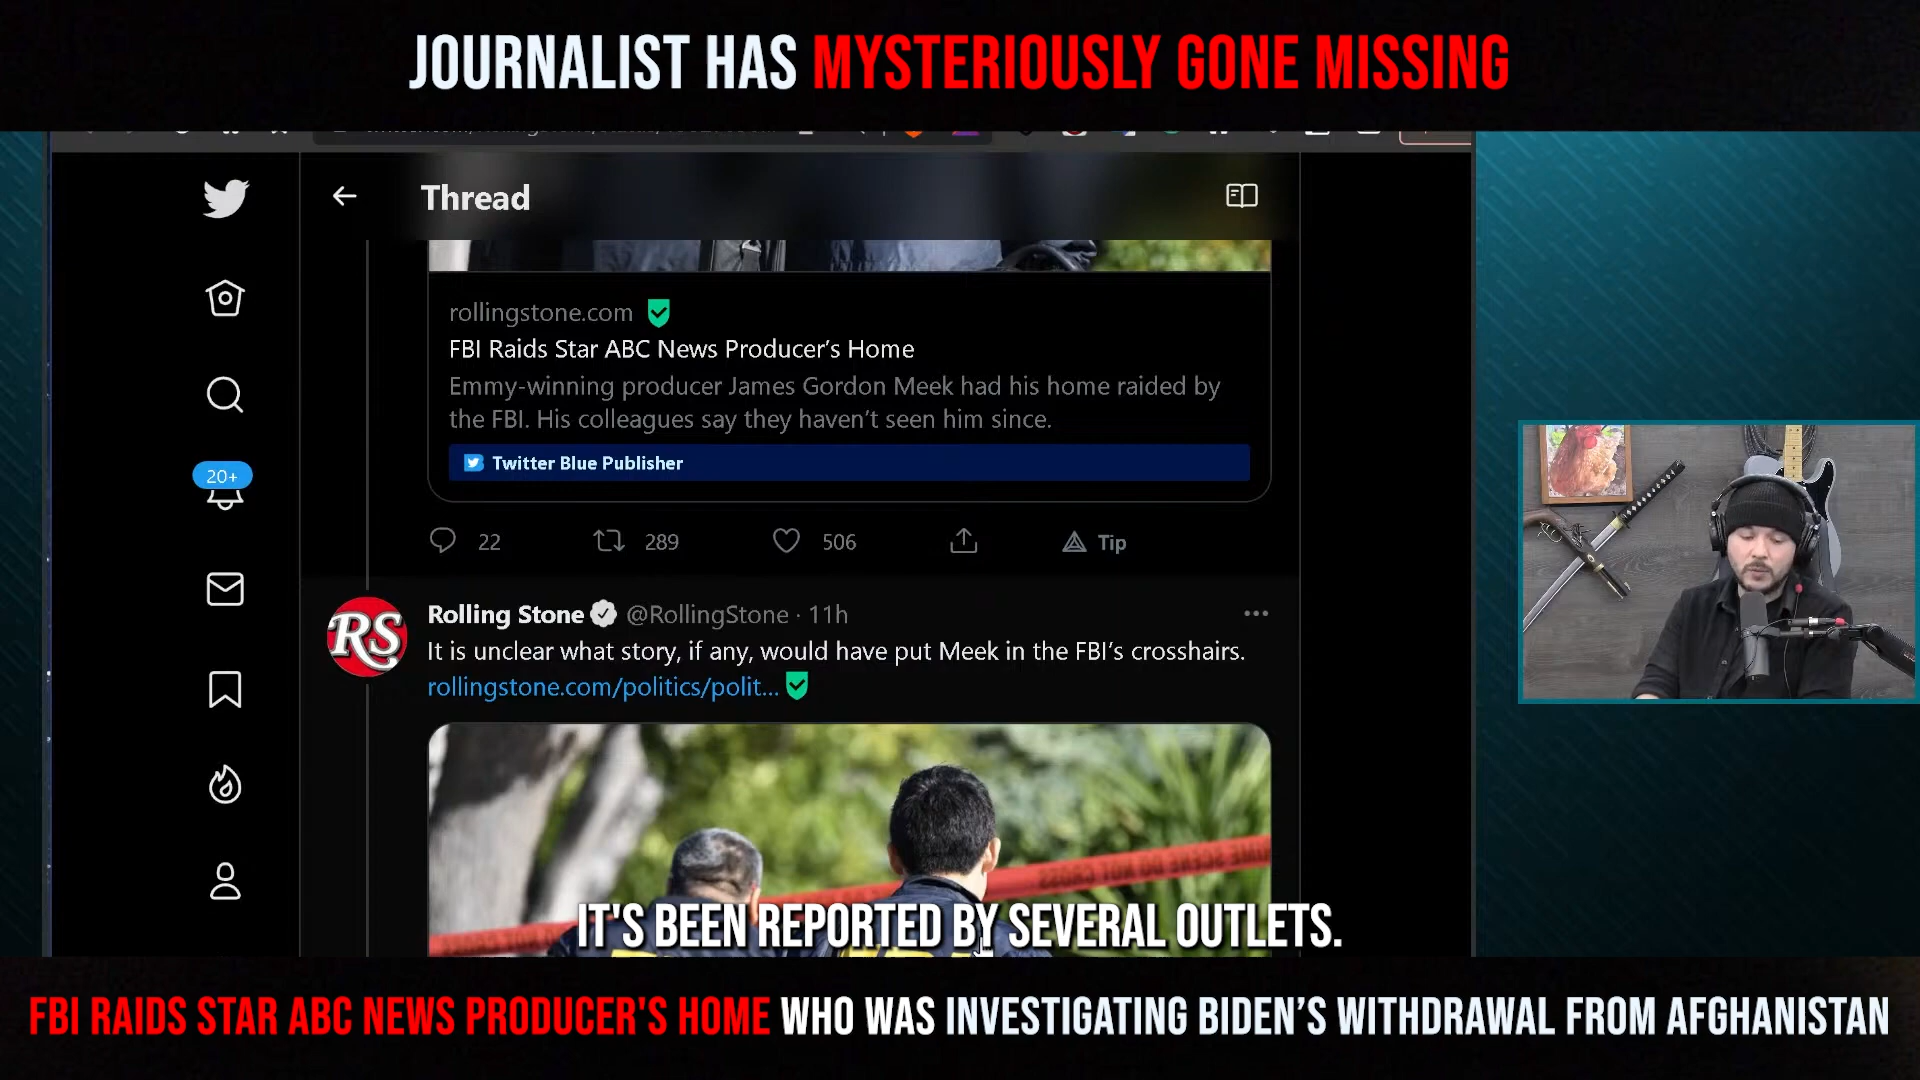 JOURNALIST HAS MYSTERIOUSLY GONE MISSING
Thread
rollingstone.com
FBI Raids Star ABC News Producer’s Home
Emmy-winning producer James Gordon Meek had his home raided by
the FBI. His colleagues say they haven’t seen him since.
Twitter Blue Publisher
22 289 506 Tip
20+
Rolling Stone @RollingStone · 11h
RS
It is unclear what story, if any, would have put Meek in the FBI’s crosshairs.
rollingstone.com/politics/polit...
IT'S BEEN REPORTED BY SEVERAL OUTLETS.
FBI RAIDS STAR ABC NEWS PRODUCER'S HOME WHO WAS INVESTIGATING BIDEN’S WITHDRAWAL FROM AFGHANISTAN